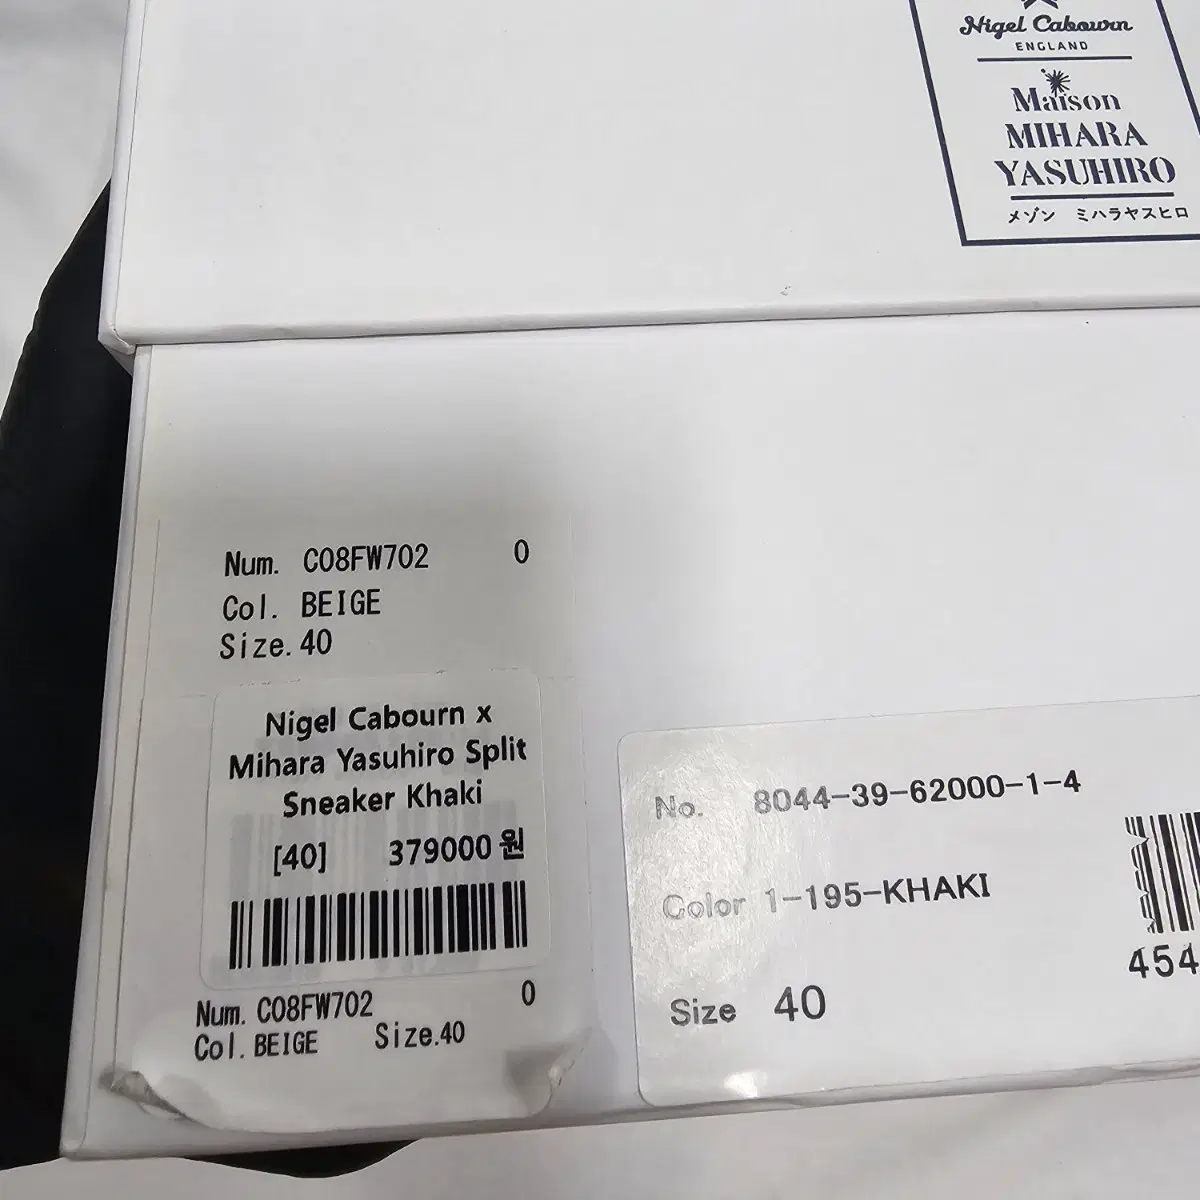 Nigel Cabourn
ENGLAND
Maison
MIHARA
YASUHIRO
メゾン ミハラヤスヒロ
Num. C08FW702 0
Col. BEIGE
Size. 40
Nigel Cabourn x
Mihara Yasuhiro Split
Sneaker Khaki
[40] 379000 원
Num. C08FW702 0
Col. BEIGE Size.40
No. 8044-39-62000-1-4
Color 1-195-KHAKI
Size 40
454